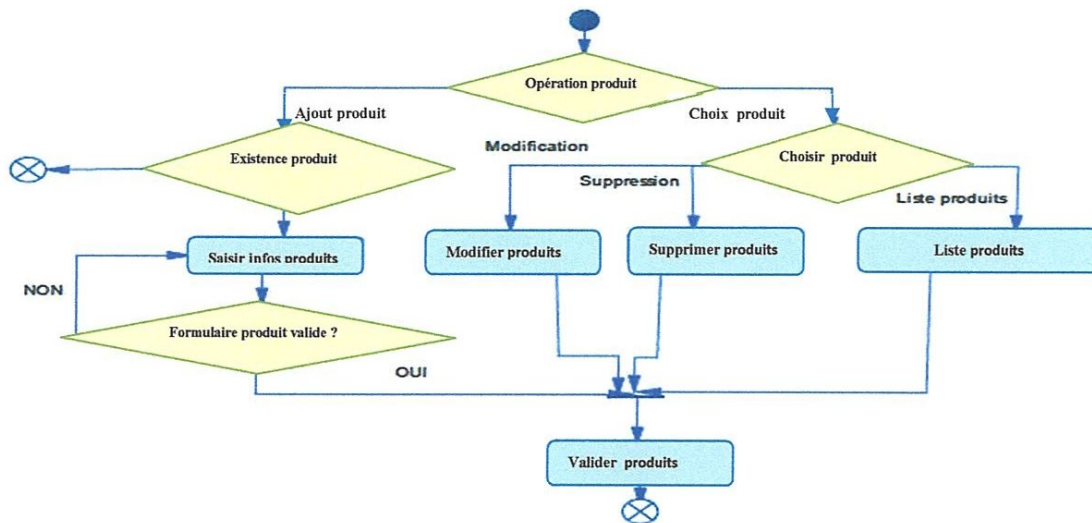 Opération produit
Ajout produit
Choix produit
Existence produit
Modification
Choisir produit
Suppression
Liste produits
Saisir infos produits
Modifier produits
Supprimer produits
Liste produits
NON
Formulaire produit valide ?
OUI
Valider produits